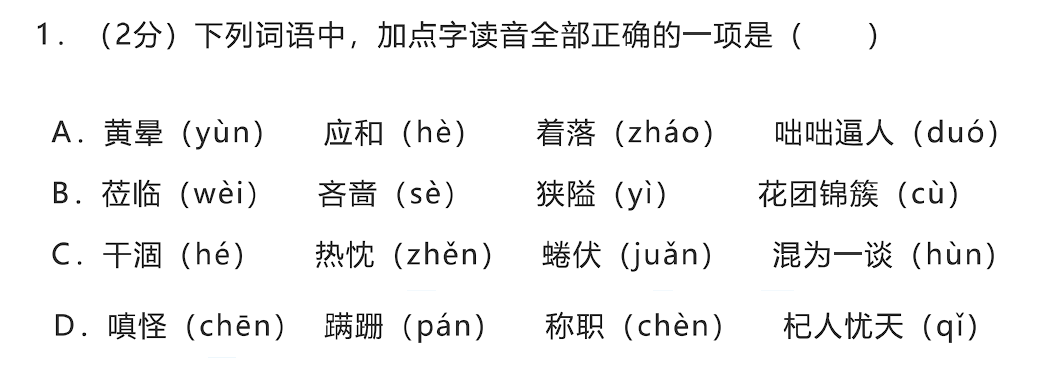 1. （2分）下列词语中，加点字读音全部正确的一项是（　　）
A. 黄晕（yùn）　应和（hè）　着落（zháo）　咄咄逼人（duó）
B. 莅临（wèi）　吝啬（sè）　狭隘（yì）　花团锦簇（cù）
C. 干涸（hé）　热忱（zhěn）　蜷伏（juǎn）　混为一谈（hùn）
D. 嗔怪（chēn）　蹒跚（pán）　称职（chèn）　杞人忧天（qǐ）